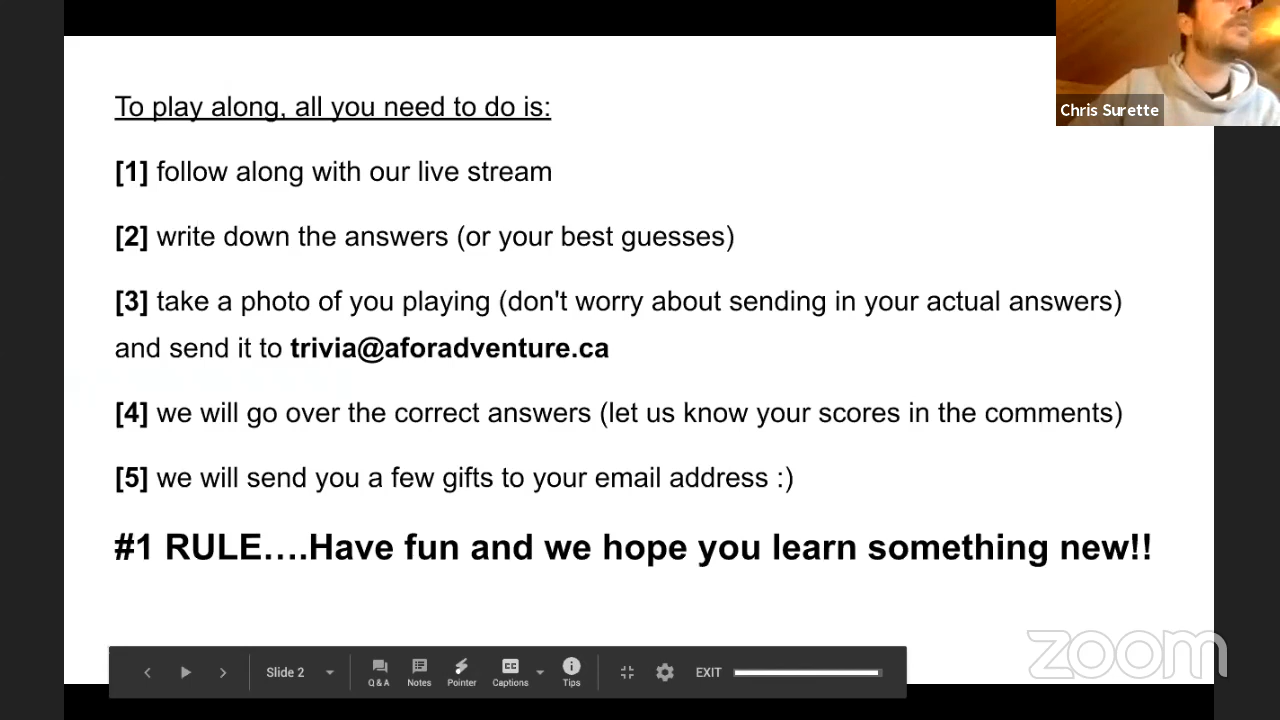 Chris Surette
To play along, all you need to do is:
[1] follow along with our live stream
[2] write down the answers (or your best guesses)
[3] take a photo of you playing (don't worry about sending in your actual answers)
and send it to trivia@aforadventure.ca
[4] we will go over the correct answers (let us know your scores in the comments)
[5] we will send you a few gifts to your email address :)
#1 RULE....Have fun and we hope you learn something new!!
zoom
Slide 2
Q & A Notes Pointer CC Captions Tips EXIT